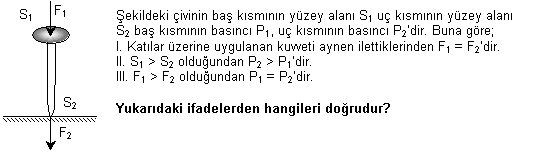 S₁ F₁
S₂
F₂
Şekildeki çivinin baş kısmının yüzey alanı S₁ uç kısmının yüzey alanı
S₂ baş kısmının basıncı P₁, uç kısmının basıncı P₂'dir. Buna göre;
I. Katılar üzerine uygulanan kuvveti aynen ilettiklerinden F₁ = F₂'dir.
II. S₁ > S₂ olduğundan P₂ > P₁'dir.
III. F₁ > F₂ olduğundan P₁ = P₂'dir.
Yukarıdaki ifadelerden hangileri doğrudur?